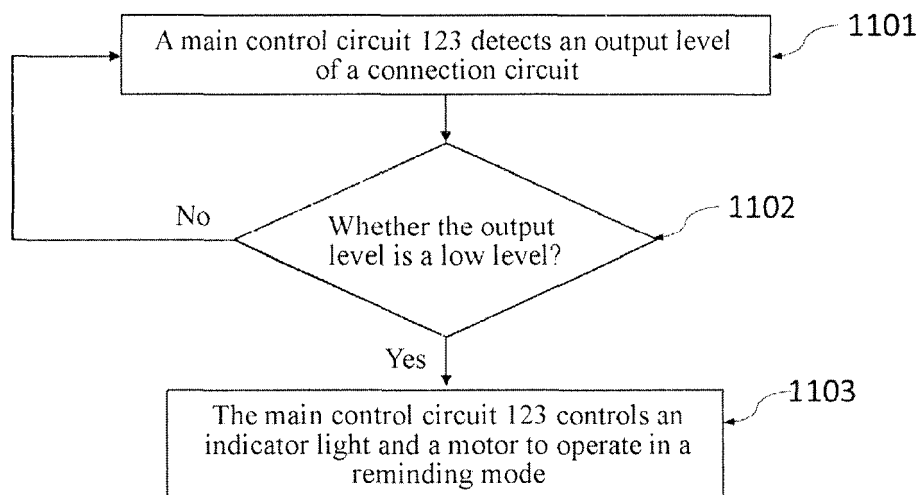 A main control circuit 123 detects an output level
of a connection circuit
1101
No
Whether the output
level is a low level?
1102
Yes
The main control circuit 123 controls an
indicator light and a motor to operate in a
reminding mode
1103